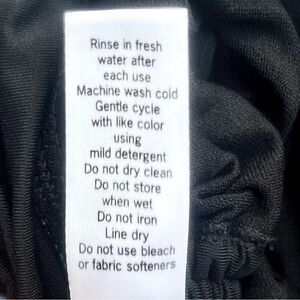 Rinse in fresh
water after
each use
Machine wash cold
Gentle cycle
with like color
using
mild detergent
Do not dry clean
Do not store
when wet
Do not iron
Line dry
Do not use bleach
or fabric softeners